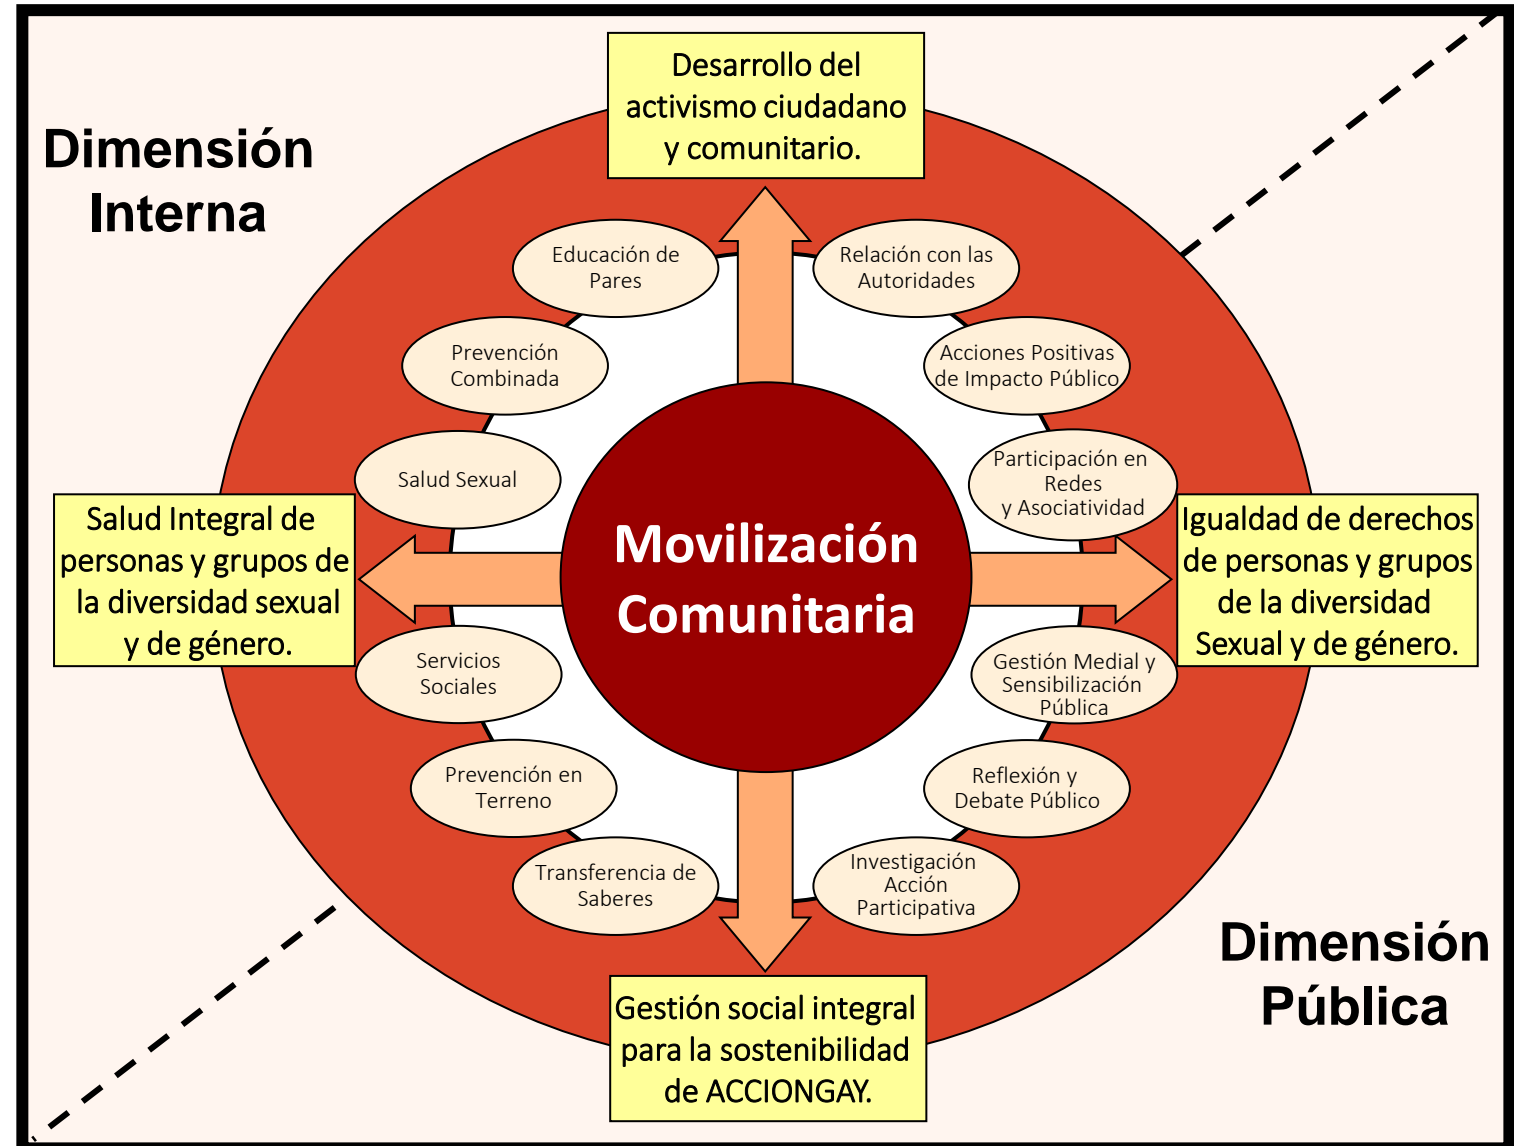 Desarrollo del
activismo ciudadano
y comunitario.
Dimensión
Interna
Educación de
Pares
Relación con las
Autoridades
Prevención
Combinada
Acciones Positivas
de Impacto Público
Salud Sexual
Participación en
Redes
y Asociatividad
Salud Integral de
personas y grupos de
la diversidad sexual
y de género.
Movilización
Comunitaria
Igualdad de derechos
de personas y grupos
de la diversidad
Sexual y de género.
Servicios
Sociales
Gestión Medial y
Sensibilización
Pública
Prevención en
Terreno
Reflexión y
Debate Público
Transferencia de
Saberes
Investigación
Acción
Participativa
Dimensión
Pública
Gestión social integral
para la sostenibilidad
de ACCIONGAY.